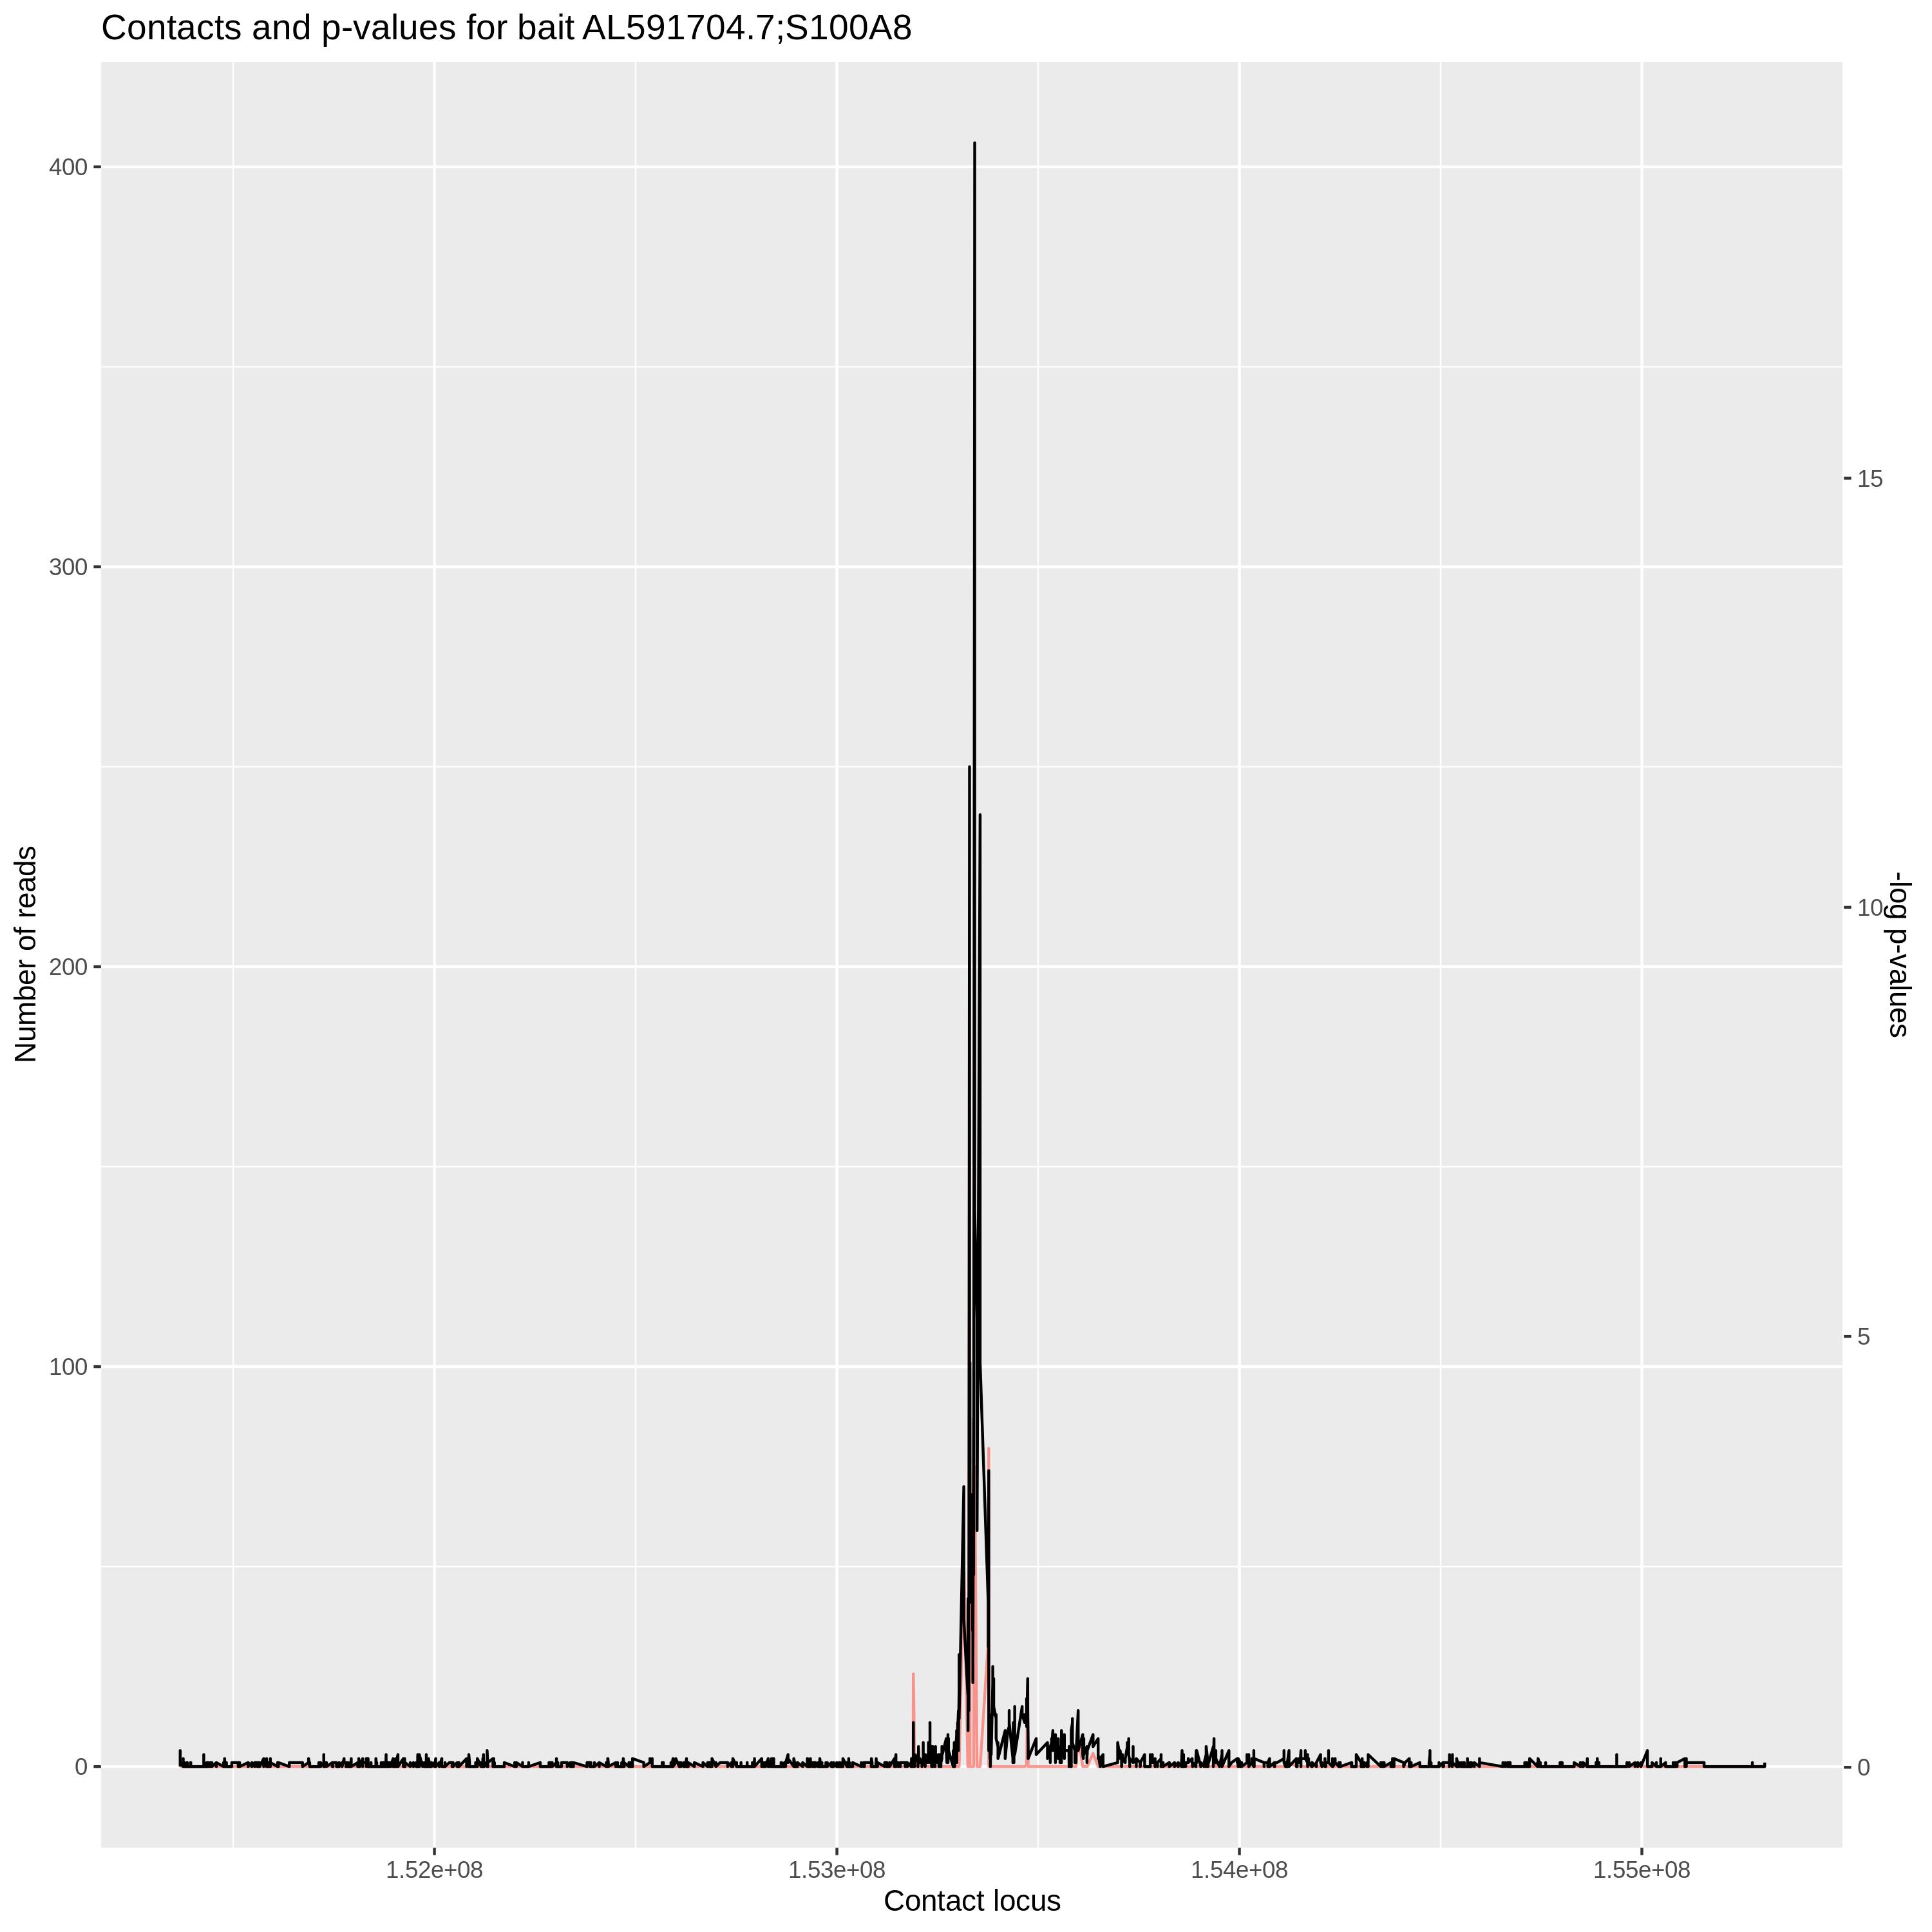 Contacts and p-values for bait AL591704.7;S100A8
400
300
200
100
0
Number of reads
15
10
5
0
-log p-values
1.52e+08
1.53e+08
1.54e+08
1.55e+08
Contact locus